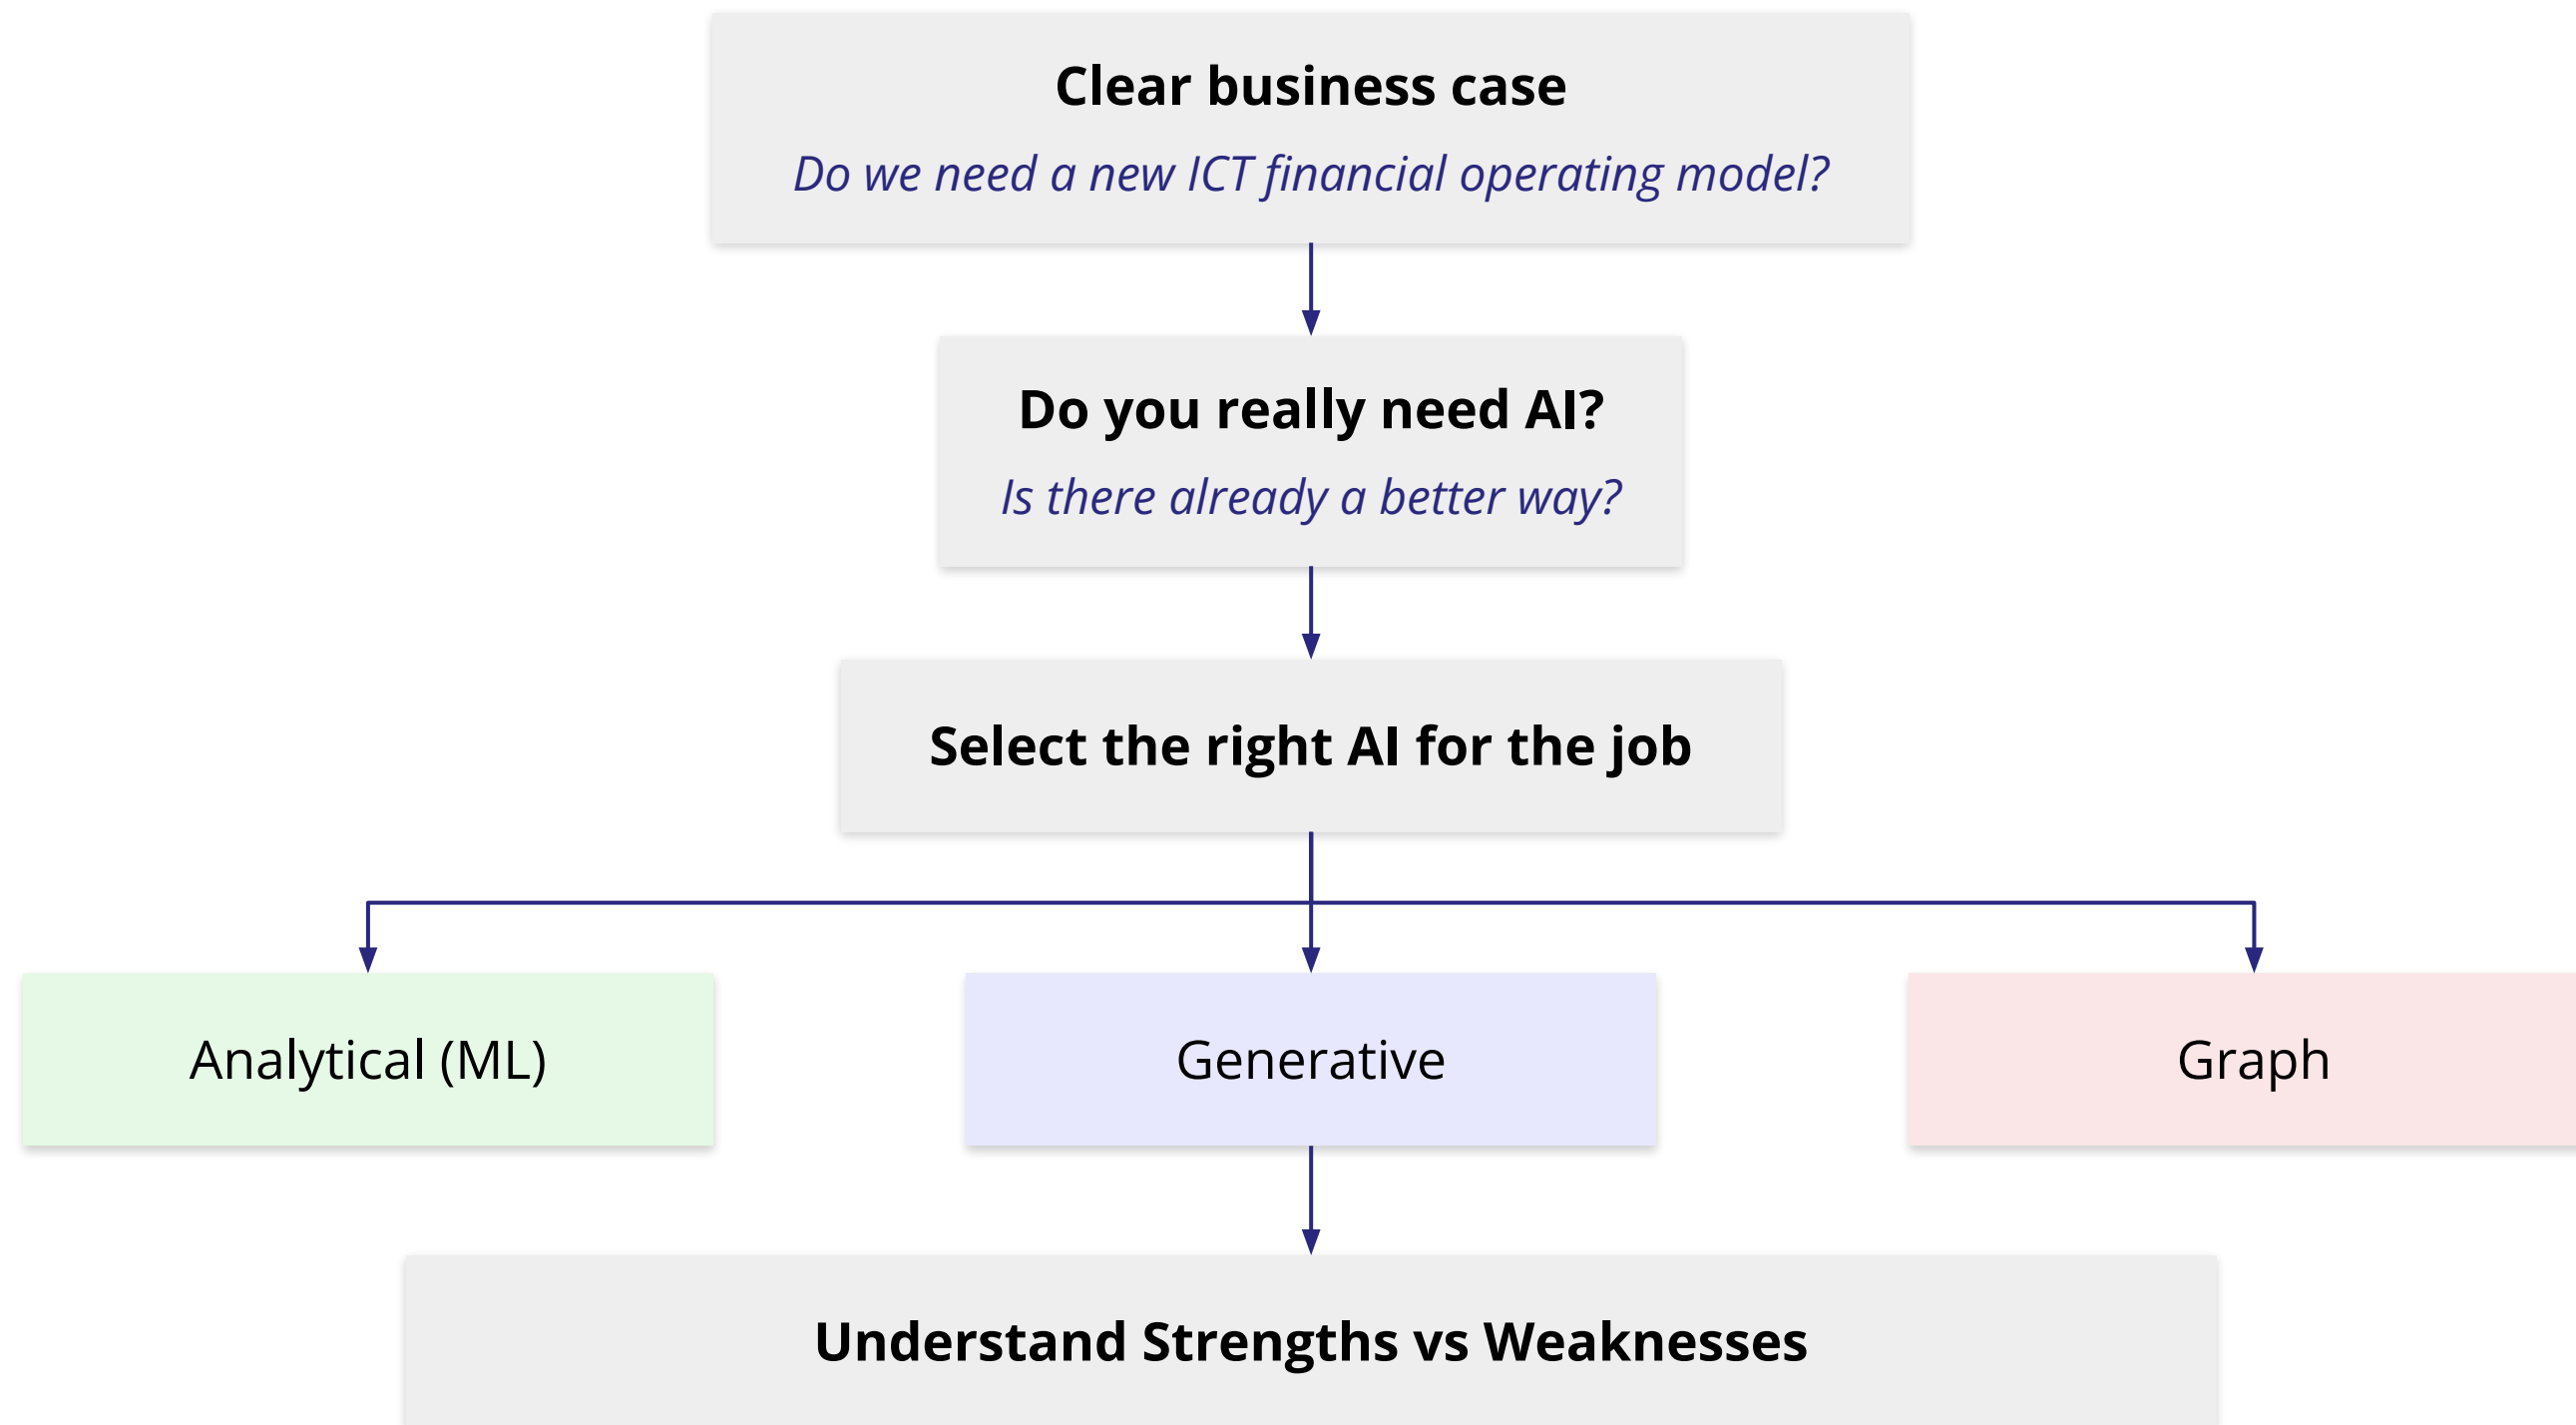 Clear business case
Do we need a new ICT financial operating model?
Do you really need AI?
Is there already a better way?
Select the right AI for the job
Analytical (ML)
Generative
Graph
Understand Strengths vs Weaknesses